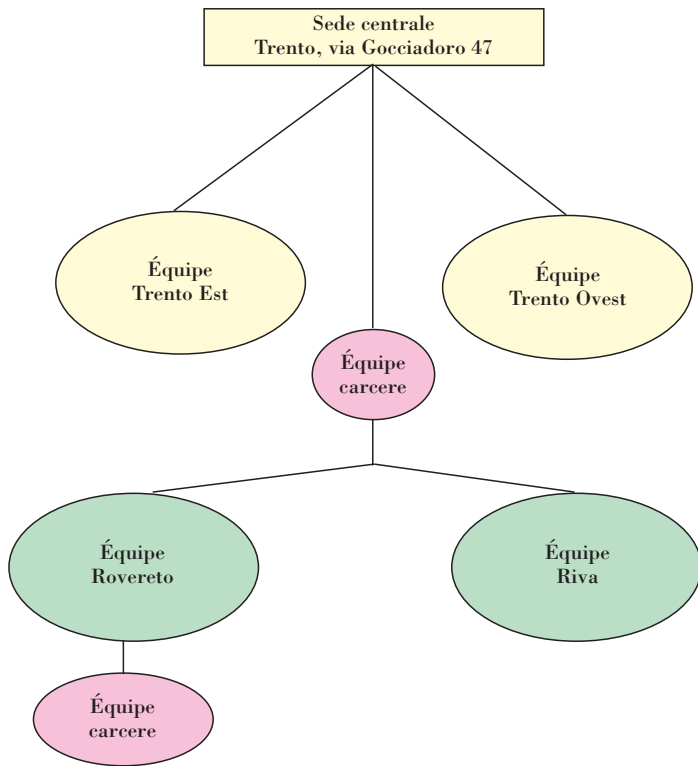 Sede centrale
Trento, via Gocciadoro 47
Équipe
Trento Est
Équipe
Trento Ovest
Équipe
carcere
Équipe
Rovereto
Équipe
Riva
Équipe
carcere